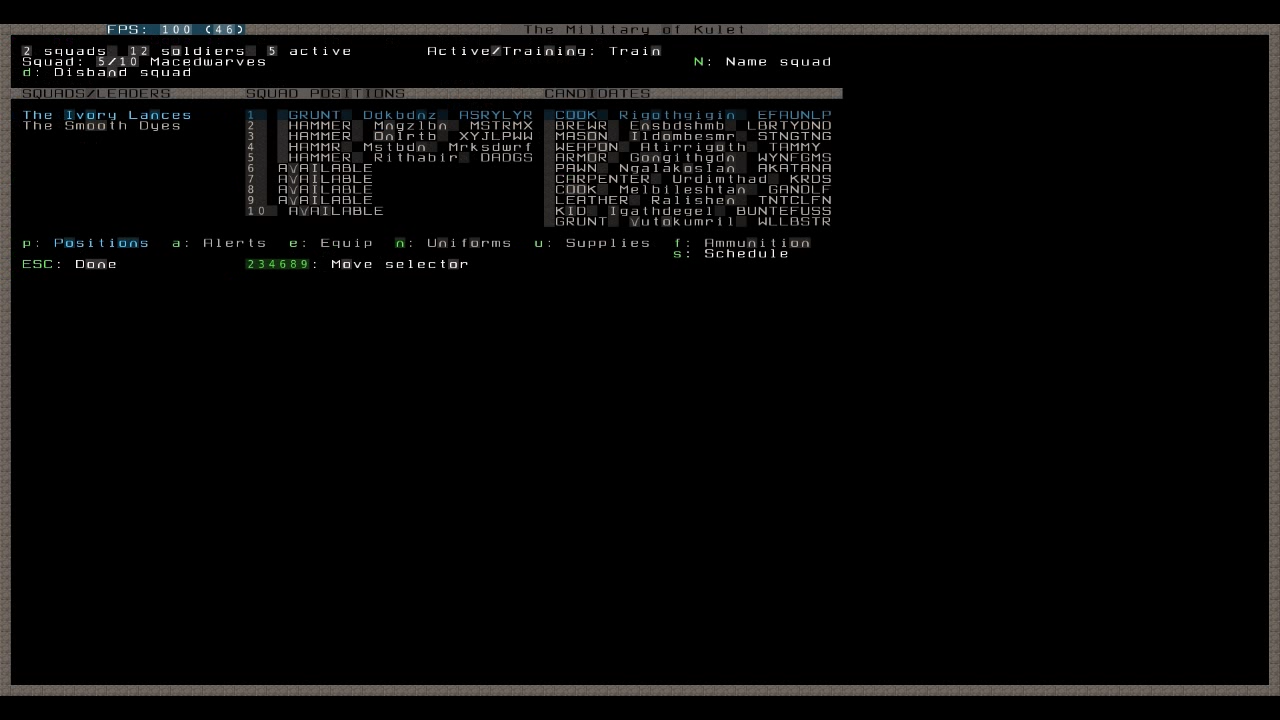 FPS: 100 (46) The Military of Kulet
2 squads 12 soldiers 5 active Active/Training: Train
Squad: 5/10 Macedwarves N: Name squad
d: Disband squad
SQUADS/LEADERS SQUAD POSITIONS CANDIDATES
The Ivory Lances 1 GRUNT Ddkbdnz ASRYLYR COOK Rigothgigin EFAUNLP
The Smooth Dyes 2 HAMMER Mngzlbn MSTRMX BREWR Ensbdshmb LBRTYDND
3 HAMMER Onlrtb XYJLPWW MASON Ildombesmr STNGTNG
4 HAMMR Mstbdn Mrksdwrf WEAPON Atirrigoth TAMMY
5 HAMMER Rithabir DADGS ARMOR Gongithgdn WYNFGMS
6 AVAILABLE PAWN Ngalakoslan AKATANA
7 AVAILABLE CARPENTER Urdimthad KRDS
8 AVAILABLE COOK Melbileshtan GANDLF
9 AVAILABLE LEATHER Ralishen TNTCLFN
10 AVAILABLE KID Igathdegel BUNTEFUSS
GRUNT Vutokumril WLLBSTR
p: Positions a: Alerts e: Equip n: Uniforms u: Supplies f: Ammunition
s: Schedule
ESC: Done 234689: Move selector